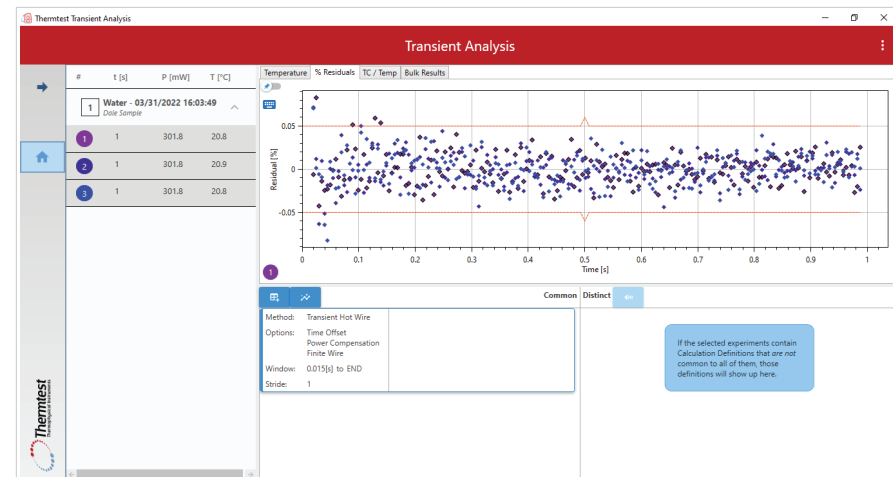 Thermtest Transient Analysis
Transient Analysis
# t [s] P [mW] T [°C]
1 Water - 03/31/2022 16:03:49
Dale Sample
1 1 301.8 20.8
2 1 301.8 20.9
3 1 301.8 20.8
Thermtest
Thermophysical Instruments
Temperature % Residuals TC / Temp Bulk Results
Residual [%]
0.05
0
-0.05
0 0.1 0.2 0.3 0.4 0.5 0.6 0.7 0.8 0.9 1
Time [s]
1
Common Distinct
Method: Transient Hot Wire
Options: Time Offset
Power Compensation
Finite Wire
Window: 0.015[s] to END
Stride: 1
If the selected experiments contain
Calculation Definitions that are not
common to all of them, those
definitions will show up here.